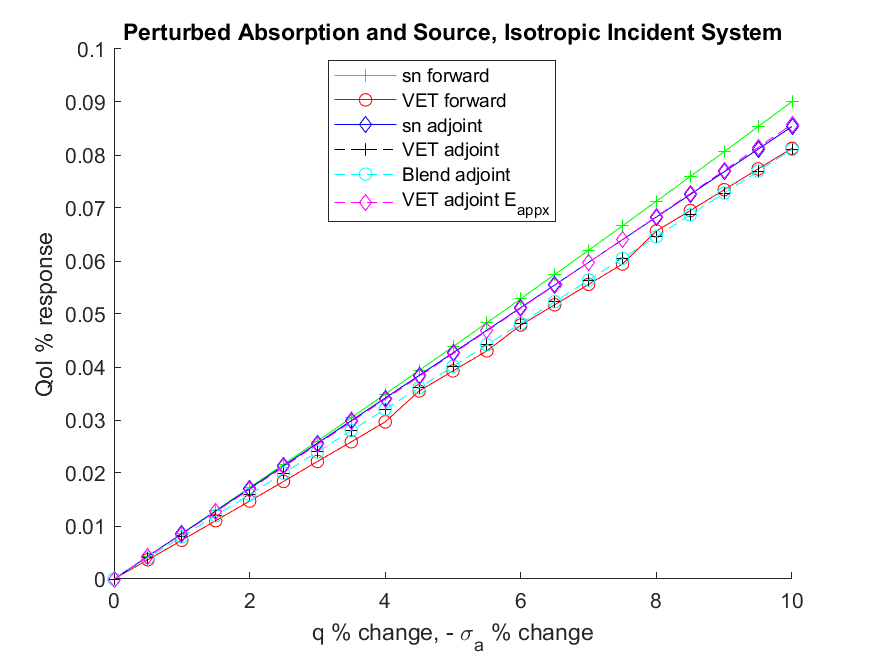 Perturbed Absorption and Source, Isotropic Incident System
sn forward
VET forward
sn adjoint
VET adjoint
Blend adjoint
VET adjoint E_appx
QoI % response
0.1
0.09
0.08
0.07
0.06
0.05
0.04
0.03
0.02
0.01
0
0 2 4 6 8 10
q % change, - σ_a % change